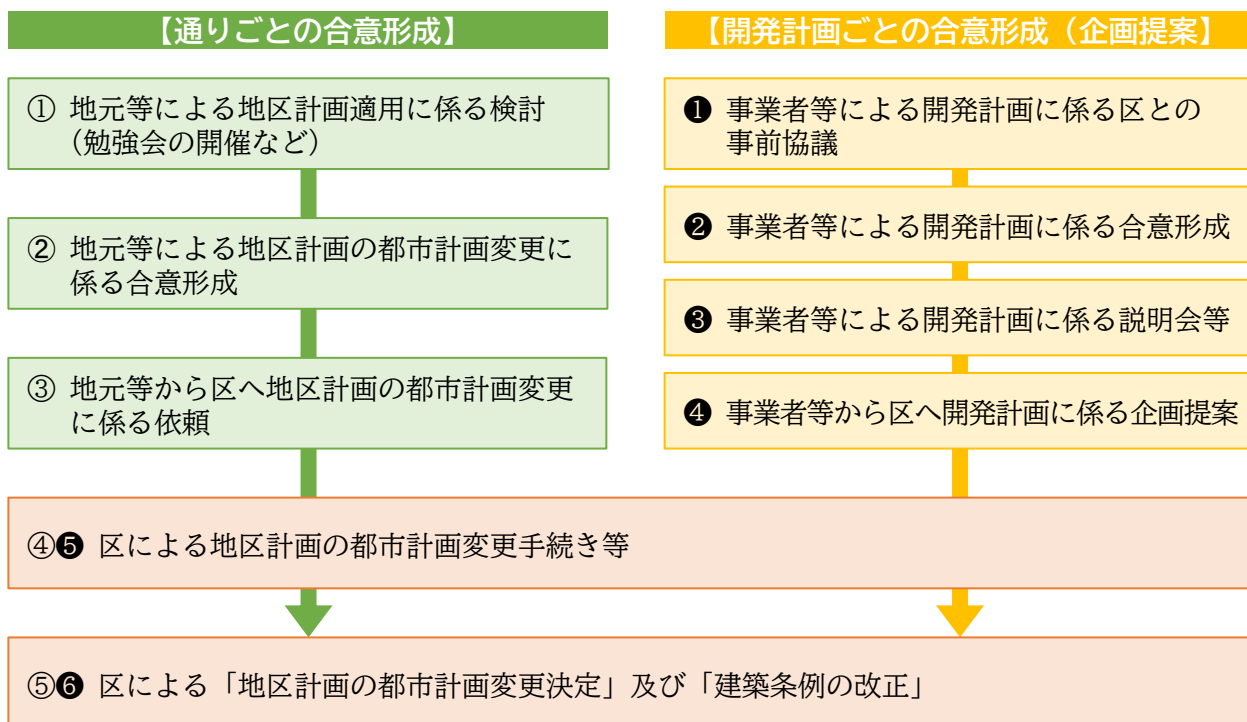 【通りごとの合意形成】
① 地元等による地区計画適用に係る検討
（勉強会の開催など）
② 地元等による地区計画の都市計画変更に
係る合意形成
③ 地元等から区へ地区計画の都市計画変更
に係る依頼
【開発計画ごとの合意形成（企画提案】
❶ 事業者等による開発計画に係る区との
事前協議
❷ 事業者等による開発計画に係る合意形成
❸ 事業者等による開発計画に係る説明会等
❹ 事業者等から区へ開発計画に係る企画提案
④❺ 区による地区計画の都市計画変更手続き等
⑤❻ 区による「地区計画の都市計画変更決定」及び「建築条例の改正」